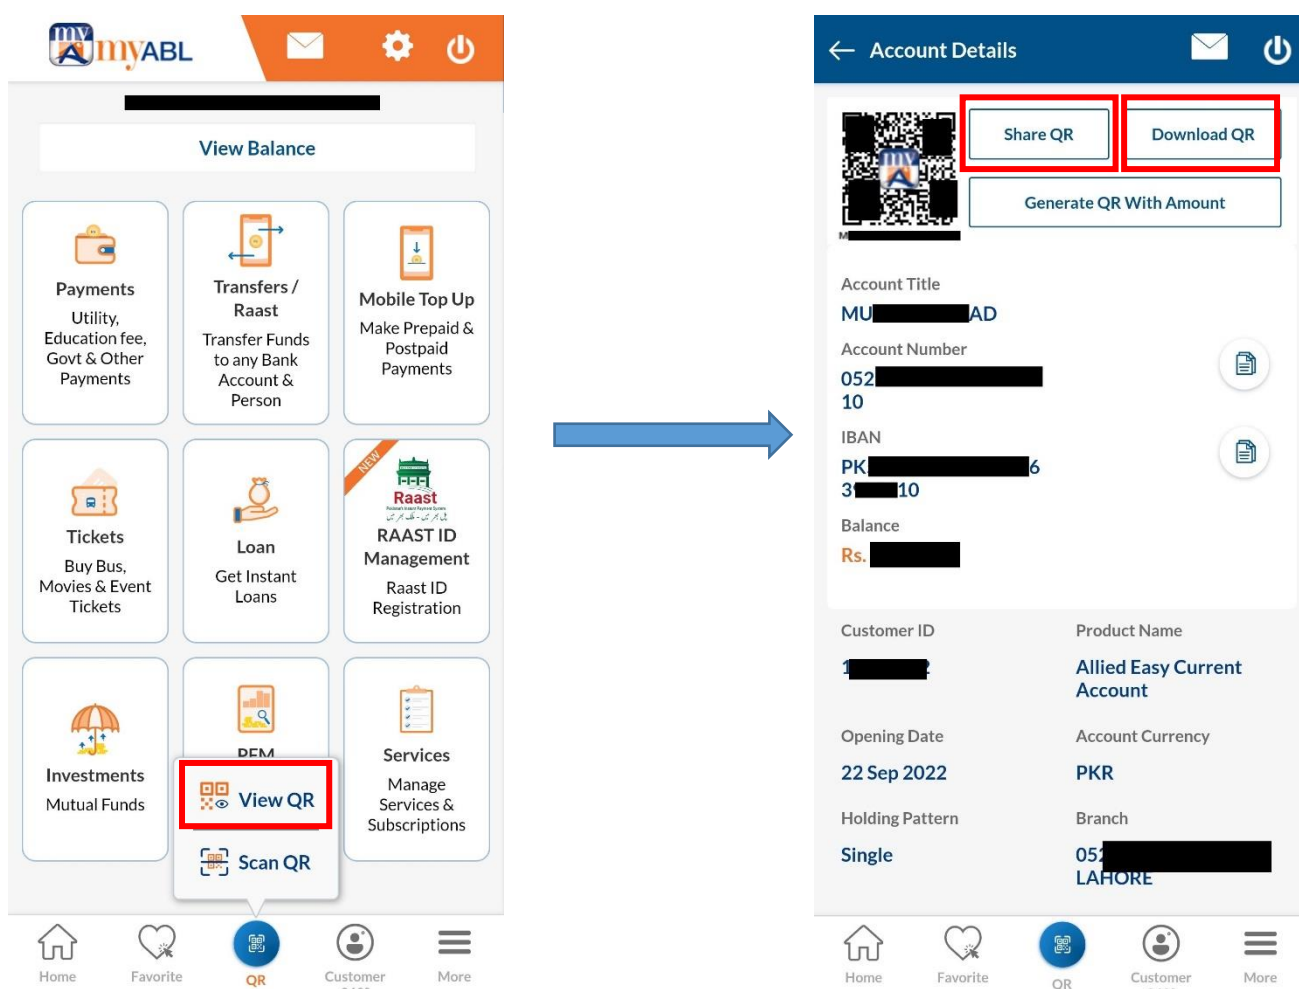 my
myABL
View Balance
Payments
Utility,
Education fee,
Govt & Other
Payments
Transfers /
Raast
Transfer Funds
to any Bank
Account &
Person
Mobile Top Up
Make Prepaid &
Postpaid
Payments
Tickets
Buy Bus,
Movies & Event
Tickets
Loan
Get Instant
Loans
NEW
Raast
RAAST ID
Management
Raast ID
Registration
Investments
Mutual Funds
PFM
Services
Manage
Services &
Subscriptions
View QR
Scan QR
Home
Favorite
QR
Customer
More
Account Details
my
Share QR
Download QR
Generate QR With Amount
M
Account Title
MU AD
Account Number
052
10
IBAN
PK 6
3 10
Balance
Rs.
Customer ID
1 2
Product Name
Allied Easy Current
Account
Opening Date
22 Sep 2022
Account Currency
PKR
Holding Pattern
Single
Branch
052
LAHORE
Home
Favorite
QR
Customer
More